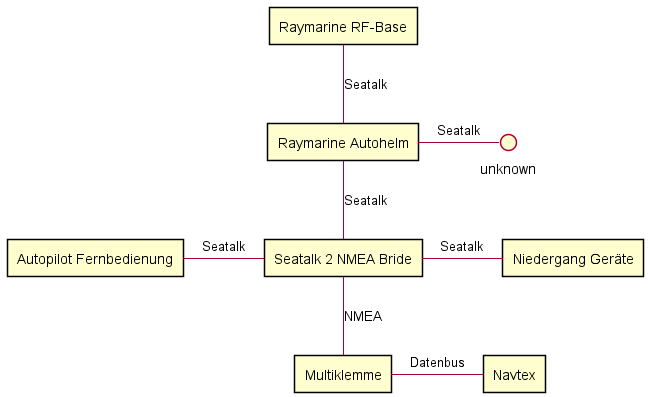 Raymarine RF-Base
Seatalk
Raymarine Autohelm
Seatalk
unknown
Seatalk
Autopilot Fernbedienung
Seatalk
Seatalk 2 NMEA Bride
Seatalk
Niedergang Geräte
NMEA
Multiklemme
Datenbus
Navtex